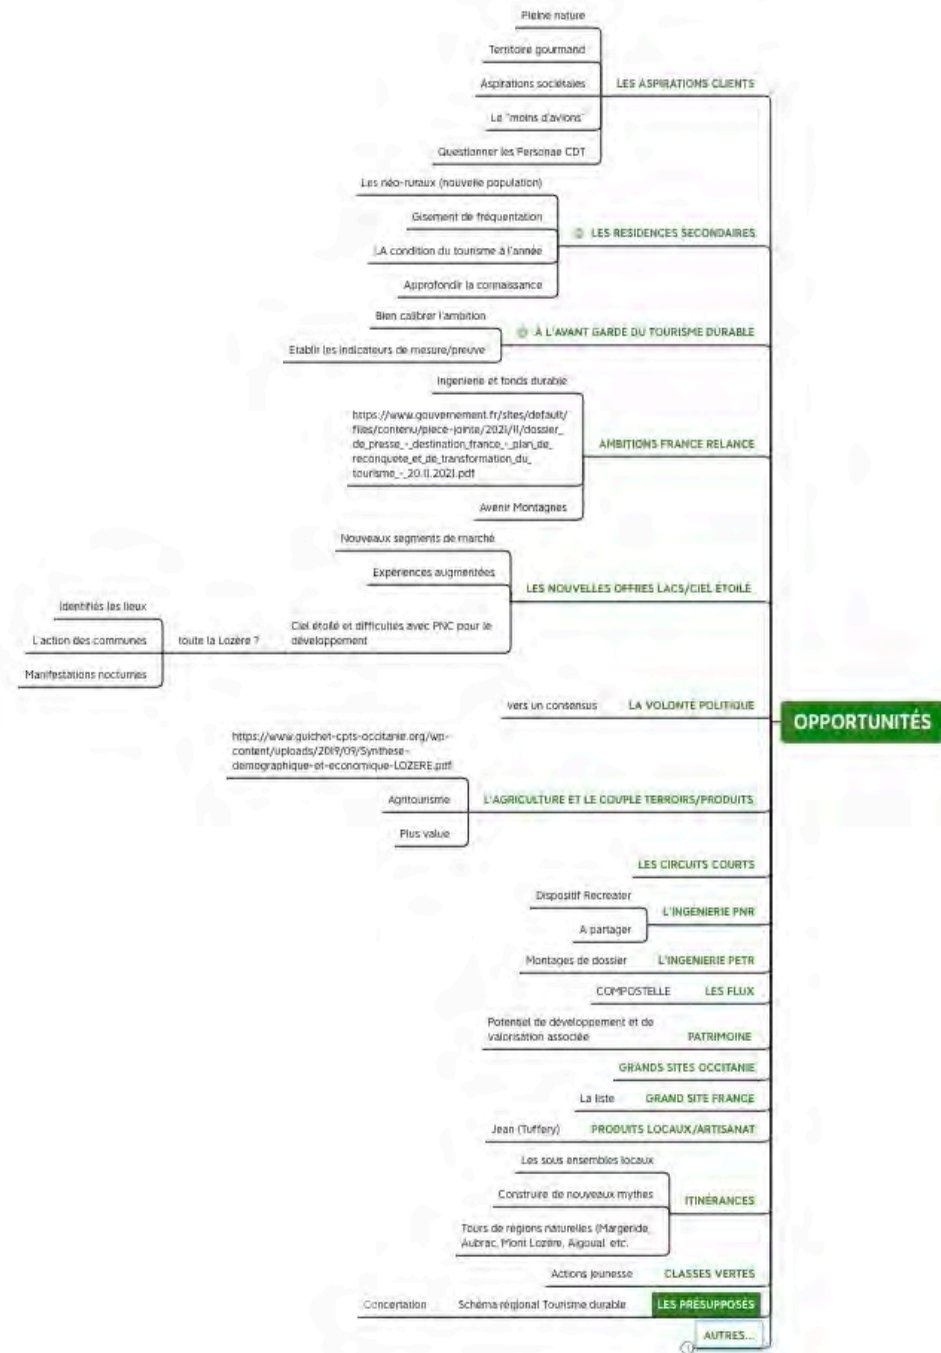 Pleine nature
Territoire gourmand
Aspirations sociétales
LES ASPIRATIONS CLIENTS
Le "moins d'avions"
Questionner les Personae CDT
Les néo-ruraux (nouvelle population)
Gisement de fréquentation
LES RESIDENCES SECONDAIRES
LA condition du tourisme à l'année
Approfondir la connaissance
Bien calibrer l'ambition
À L'AVANT GARDE DU TOURISME DURABLE
Etablir les indicateurs de mesure/preuve
Ingenierie et fonds durable
https://www.gouvernement.fr/sites/default/
files/contenu/piece-jointe/2021/11/dossier_
de_presse_-_destination_france_-_plan_de_
reconquete_et_de_transformation_du_
tourisme_-_20.11.2021.pdf
AMBITIONS FRANCE RELANCE
Avenir Montagnes
Nouveaux segments de marché
Expériences augmentées
LES NOUVELLES OFFRES LACS/CIEL ÉTOILÉ
Identifiés les lieux
L'action des communes
Manifestations nocturnes
toute la Lozère ?
Ciel étoilé et difficultés avec PNC pour le
développement
vers un consensus
LA VOLONTÉ POLITIQUE
OPPORTUNITÉS
https://www.guichet-cpts-occitanie.org/wp-
content/uploads/2019/09/Synthese-
demographique-et-economique-LOZERE.pdf
Agritourisme
L'AGRICULTURE ET LE COUPLE TERROIRS/PRODUITS
Plus value
LES CIRCUITS COURTS
Dispositif Recreater
L'INGENIERIE PNR
A partager
Montages de dossier
L'INGENIERIE PETR
COMPOSTELLE
LES FLUX
Potentiel de développement et de
valorisation associée
PATRIMOINE
GRANDS SITES OCCITANIE
La liste
GRAND SITE FRANCE
Jean (Tuffery)
PRODUITS LOCAUX/ARTISANAT
Les sous ensembles locaux
Construire de nouveaux mythes
ITINÉRANCES
Tours de régions naturelles (Margeride,
Aubrac, Mont Lozère, Aigoual, etc.
Actions jeunesse
CLASSES VERTES
Concertation
Schéma régional Tourisme durable
LES PRÉSUPPOSÉS
AUTRES...